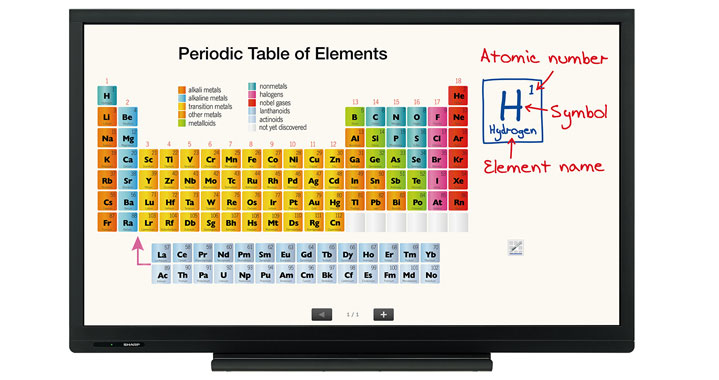 Periodic Table of Elements
alkali metals
alkaline metals
transition metals
other metals
metalloids
nonmetals
halogens
nobel gases
lanthanoids
actinoids
not yet discovered
1 18
H He
2 13 14 15 16 17
Li Be B C N O F Ne
Na Mg 3 4 5 6 7 8 9 10 11 12 Al Si P S Cl Ar
K Ca Sc Ti V Cr Mn Fe Co Ni Cu Zn Ga Ge As Se Br Kr
Rb Sr Y Zr Nb Mo Tc Ru Rh Pd Ag Cd In Sn Sb Te I Xe
Cs Ba Lu Hf Ta W Re Os Ir Pt Au Hg Tl Pb Bi Po At Rn
Fr Ra Lr Rf Db Sg Bh Hs Mt Ds Rg Cn
La Ce Pr Nd Pm Sm Eu Gd Tb Dy Ho Er Tm Yb
Ac Th Pa U Np Pu Am Cm Bk Cf Es Fm Md No
Atomic number
H 1
Symbol
Hydrogen
Element name
1 / 1
SHARP